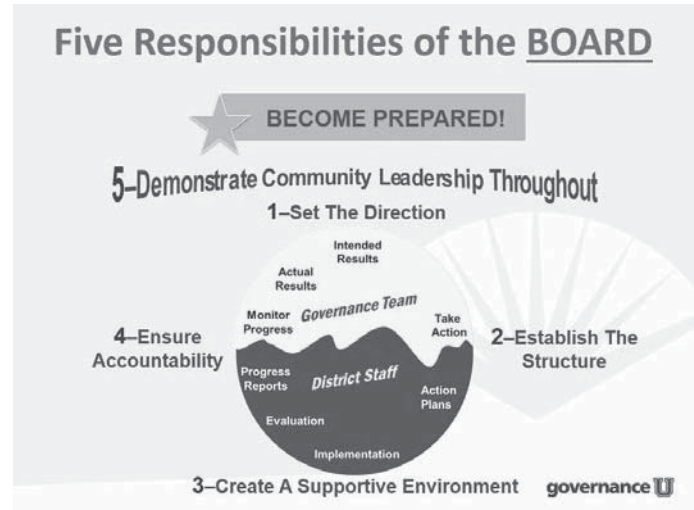 Five Responsibilities of the BOARD
BECOME PREPARED!
5–Demonstrate Community Leadership Throughout
1–Set The Direction
Intended
Results
Actual
Results
Monitor
Progress
Governance Team
Take
Action
4–Ensure
Accountability
2–Establish The
Structure
Progress
Reports
District Staff
Action
Plans
Evaluation
Implementation
3–Create A Supportive Environment
governance U